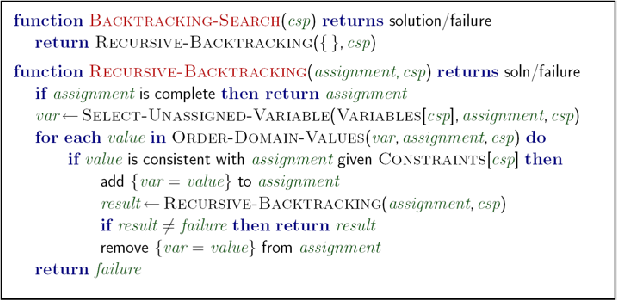 function BACKTRACKING-SEARCH(csp) returns solution/failure
return RECURSIVE-BACKTRACKING({ }, csp)
function RECURSIVE-BACKTRACKING(assignment, csp) returns soln/failure
if assignment is complete then return assignment
var ← SELECT-UNASSIGNED-VARIABLE(VARIABLES[csp], assignment, csp)
for each value in ORDER-DOMAIN-VALUES(var, assignment, csp) do
if value is consistent with assignment given CONSTRAINTS[csp] then
add {var = value} to assignment
result ← RECURSIVE-BACKTRACKING(assignment, csp)
if result ≠ failure then return result
remove {var = value} from assignment
return failure